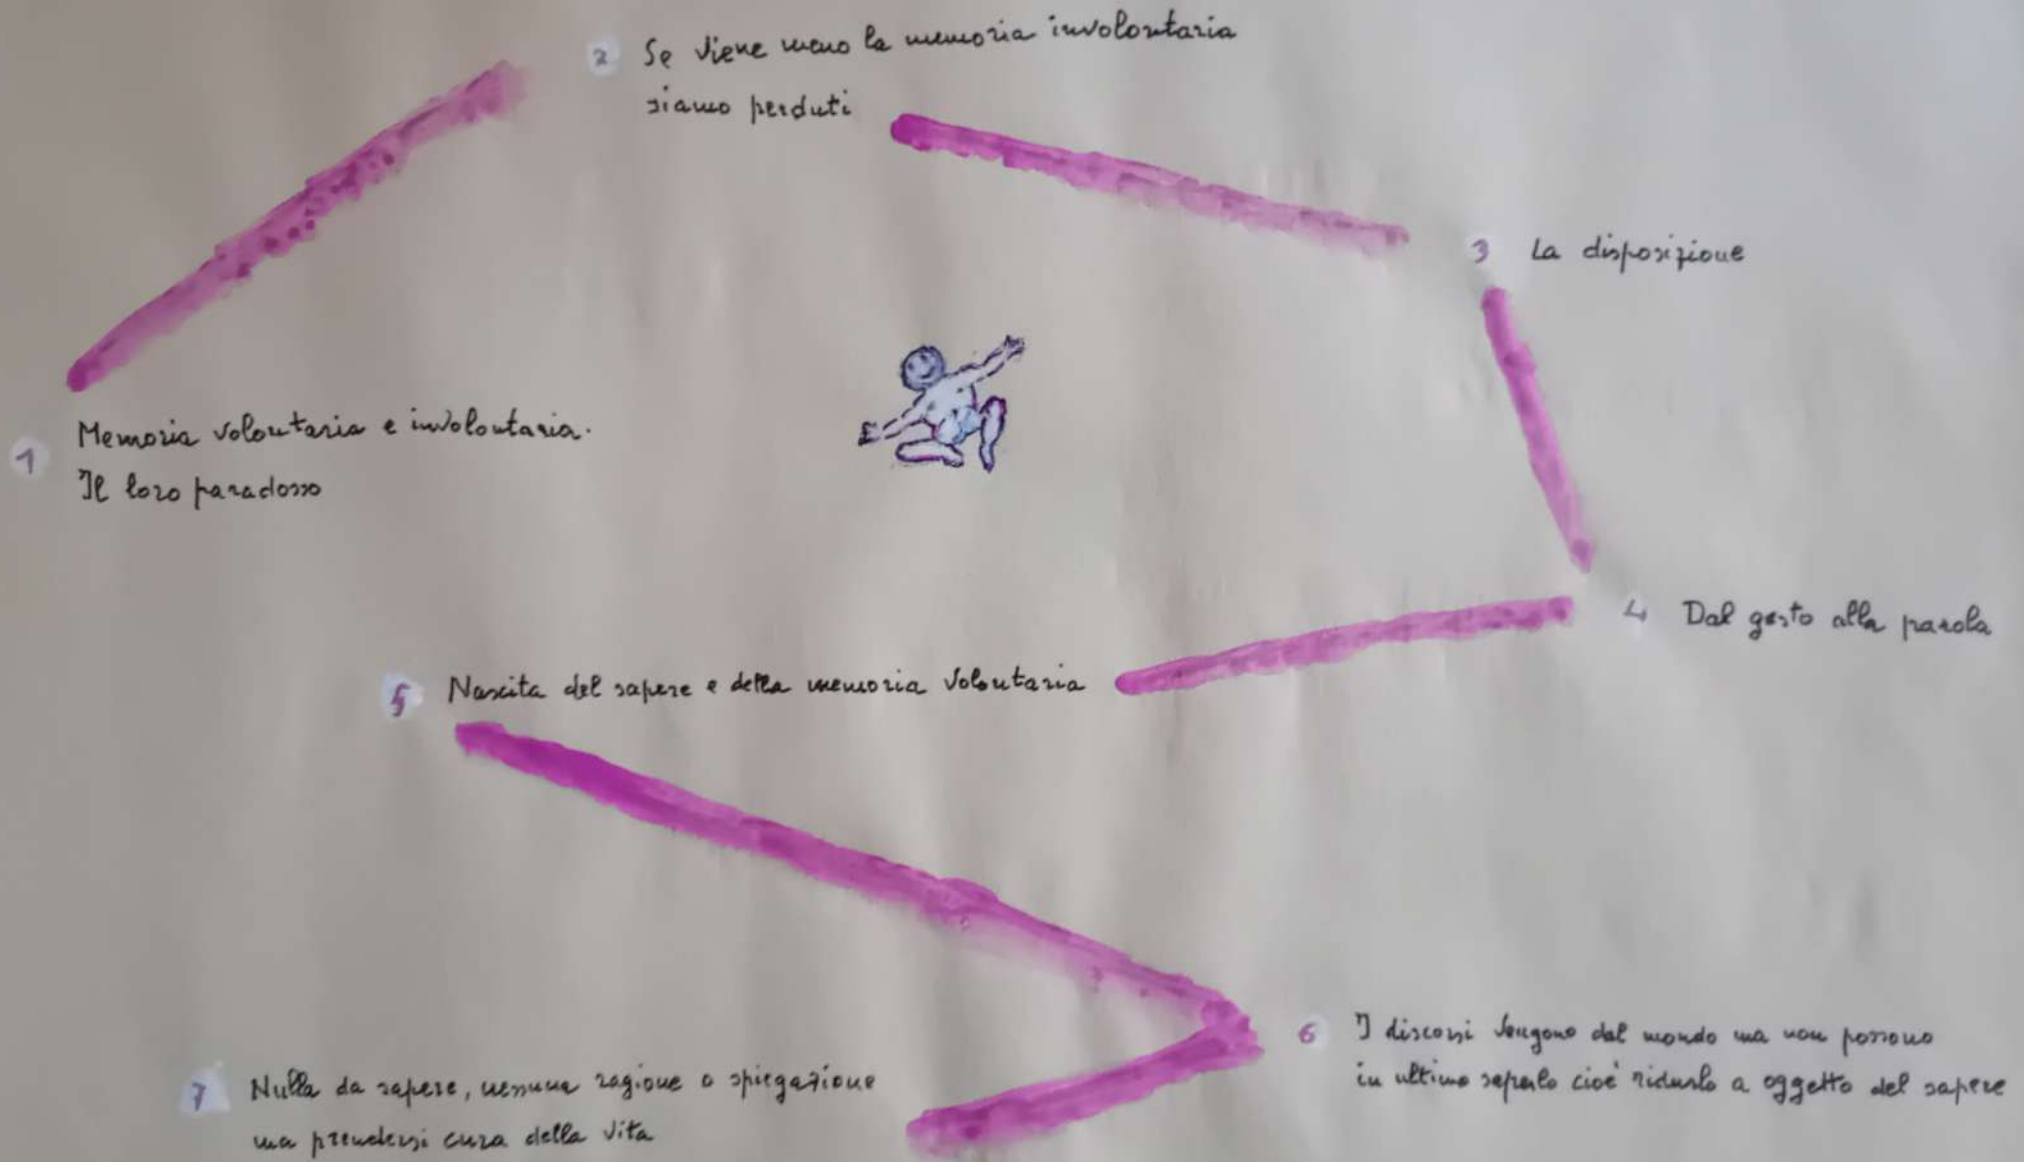 1 Memoria volontaria e involontaria.
Il loro paradosso
2 Se viene meno la memoria involontaria
siamo perduti
3 La disposizione
4 Dal gesto alla parola
5 Nascita del sapere e della memoria volontaria
6 I discorsi vengono dal mondo ma non possono
in ultimo saperlo cioè ridurlo a oggetto del sapere
7 Nulla da sapere, nessuna ragione o spiegazione
ma prendersi cura della vita